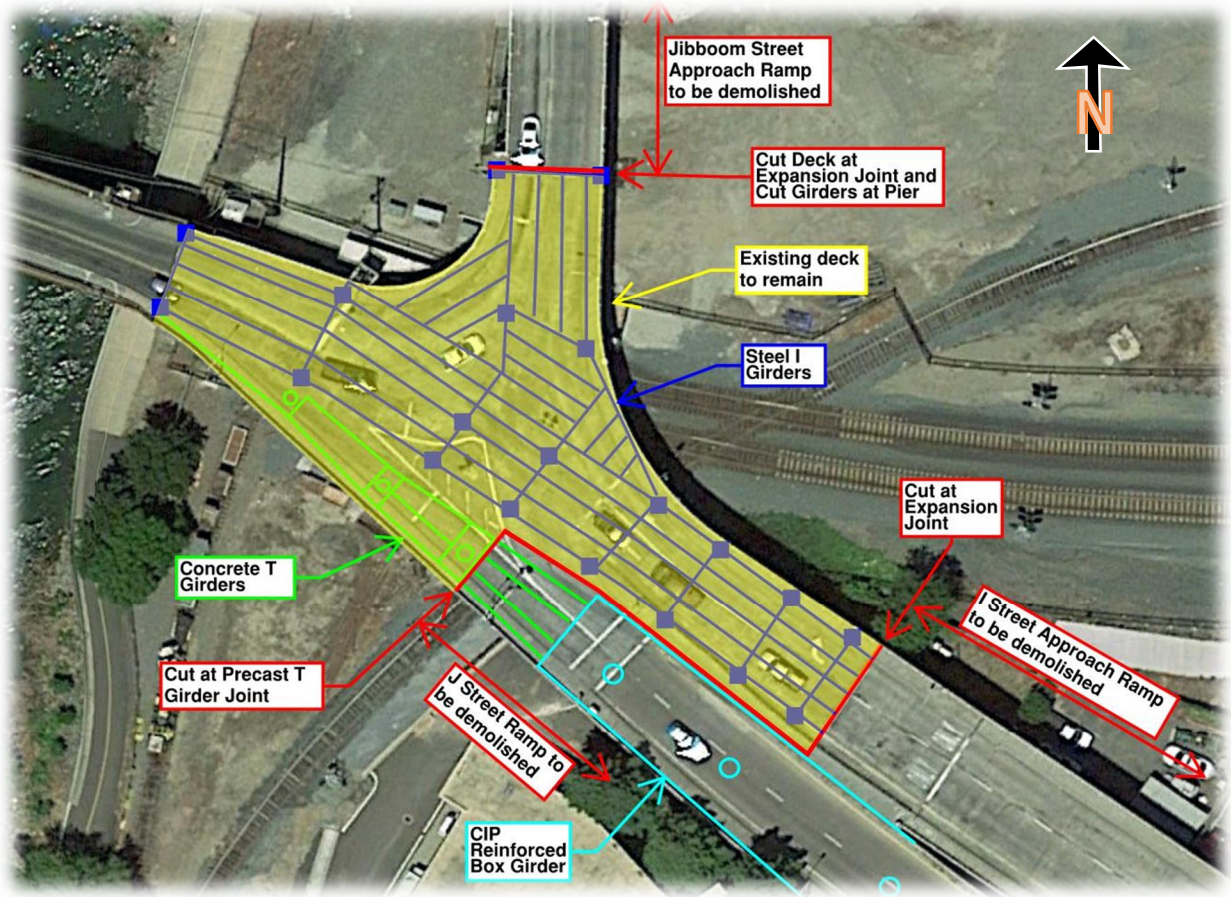 Jibboom Street
Approach Ramp
to be demolished
N
Cut Deck at
Expansion Joint and
Cut Girders at Pier
Existing deck
to remain
Steel I
Girders
Cut at
Expansion
Joint
Concrete T
Girders
I Street Approach Ramp
to be demolished
Cut at Precast T
Girder Joint
J Street Ramp to
be demolished
CIP
Reinforced
Box Girder